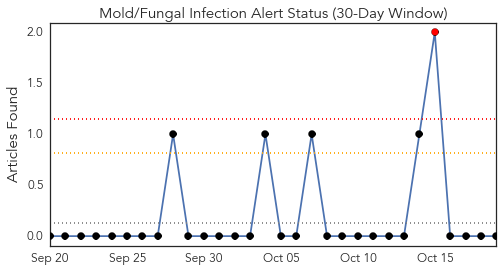 Mold/Fungal Infection Alert Status (30-Day Window)
Articles Found
2.0
1.5
1.0
0.5
0.0
Sep 20
Sep 25
Sep 30
Oct 05
Oct 10
Oct 15